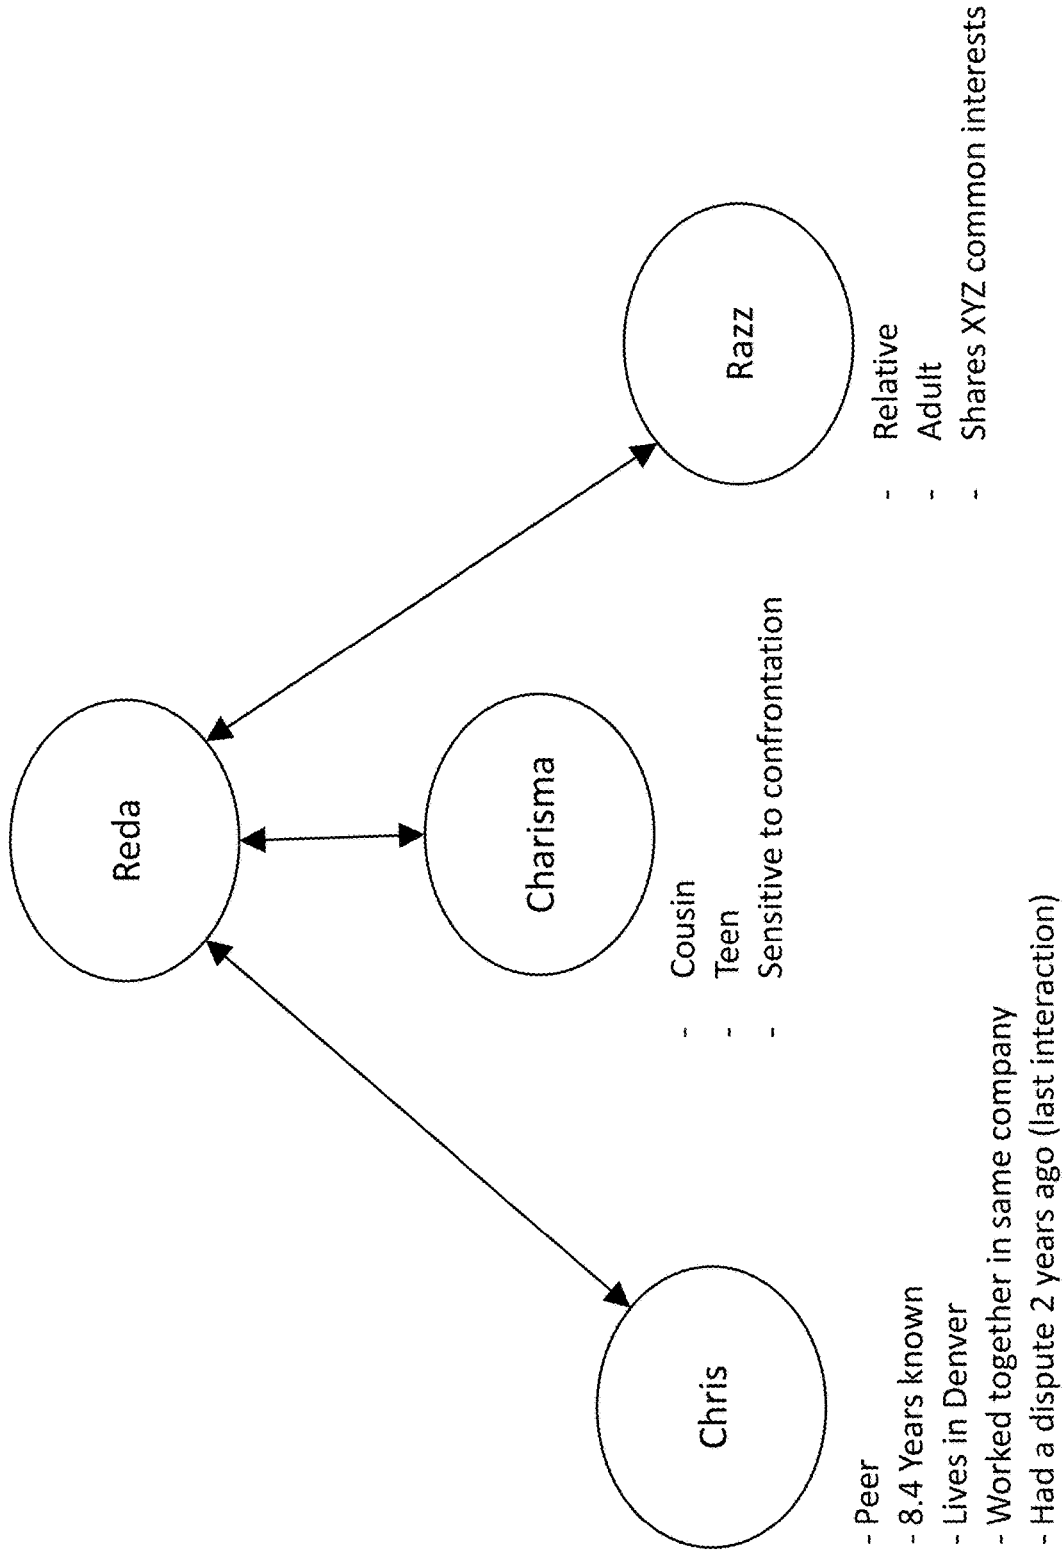 Reda
Chris
- Peer
- 8.4 Years known
- Lives in Denver
- Worked together in same company
- Had a dispute 2 years ago (last interaction)
Charisma
- Cousin
- Teen
- Sensitive to confrontation
Razz
- Relative
- Adult
- Shares XYZ common interests